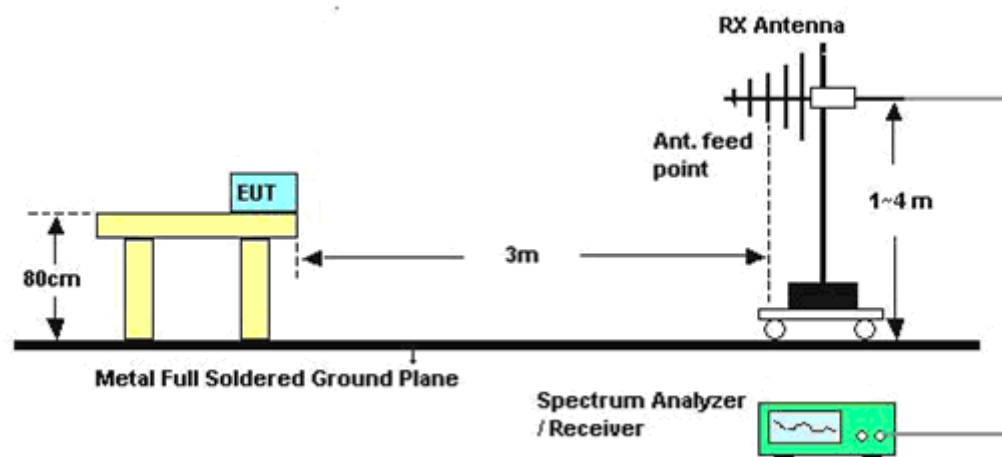 RX Antenna
Ant. feed
point
EUT
1~4 m
3m
80cm
Metal Full Soldered Ground Plane
Spectrum Analyzer
/ Receiver